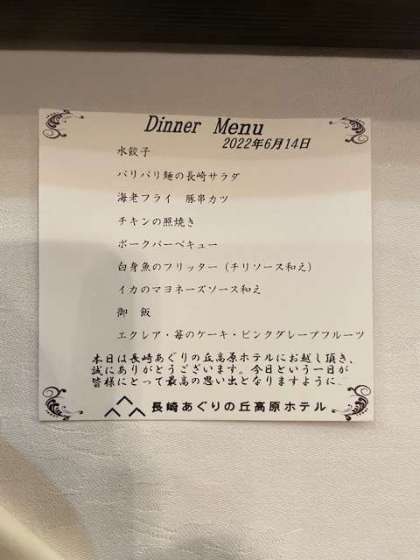 Dinner Menu
2022年6月14日
水餃子
パリパリ麺の長崎サラダ
海老フライ 豚串カツ
チキンの照焼き
ポークバーベキュー
白身魚のフリッター（チリソース和え）
イカのマヨネーズソース和え
御 飯
エクレア・苺のケーキ・ピンクグレープフルーツ
本日は長崎あぐりの丘高原ホテルにお越し頂き、
誠にありがとうございます。今日という一日が
皆様にとって最高の思い出となりますように。
長崎あぐりの丘高原ホテル